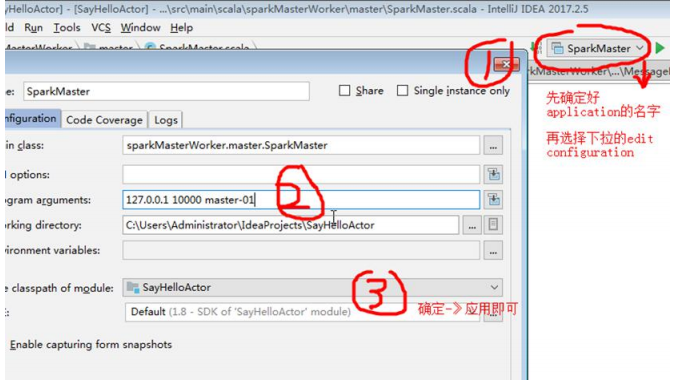 yHelloActor] - [SayHelloActor] - ...\src\main\scala\sparkMasterWorker\master\SparkMaster.scala - IntelliJ IDEA 2017.2.5
ld Run Tools VCS Window Help
SparkMaster
MasterWorker master SparkMaster.scala
1
kMasterWorker\...\MessageP
me: SparkMaster Share Single instance only
先确定好
application的名字
再选择下拉的edit
configuration
nfiguration Code Coverage Logs
in class: sparkMasterWorker.master.SparkMaster ...
options:
2
ogram arguments: 127.0.0.1 10000 master-01
orking directory: C:\Users\Administrator\IdeaProjects\SayHelloActor ...
vironment variables: ...
e classpath of module: SayHelloActor
3
E: Default (1.8 - SDK of 'SayHelloActor' module) ...
确定-》应用即可
Enable capturing form snapshots